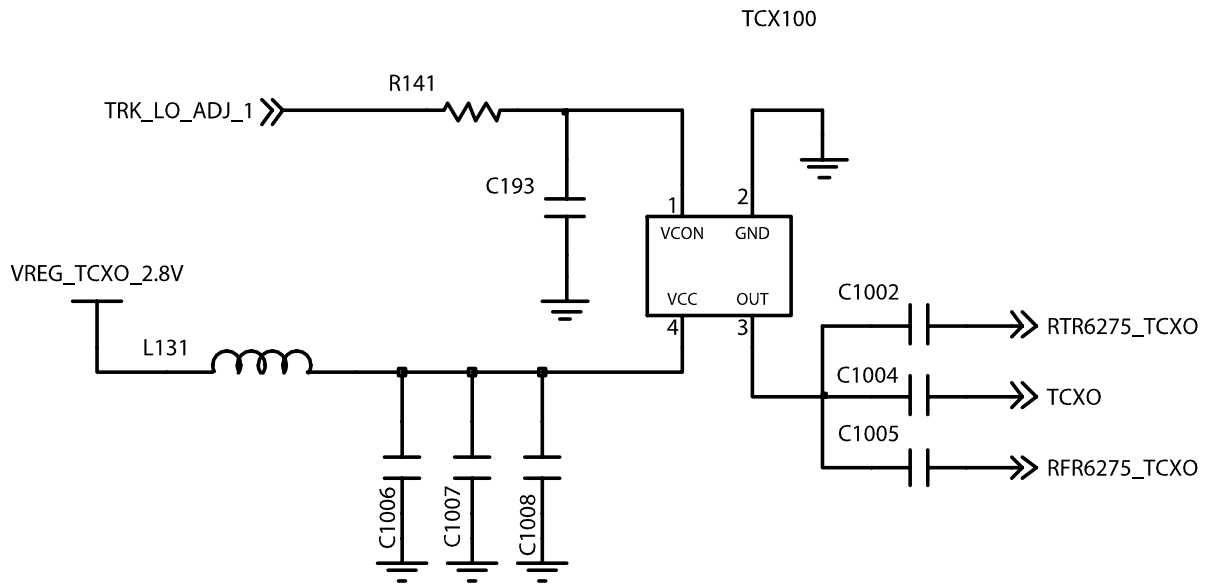 TCX100
R141
TRK_LO_ADJ_1
C193
1
2
VCON
GND
VREG_TCXO_2.8V
VCC
OUT
C1002
4
3
RTR6275_TCXO
L131
C1004
TCXO
C1005
RFR6275_TCXO
C1006
C1007
C1008